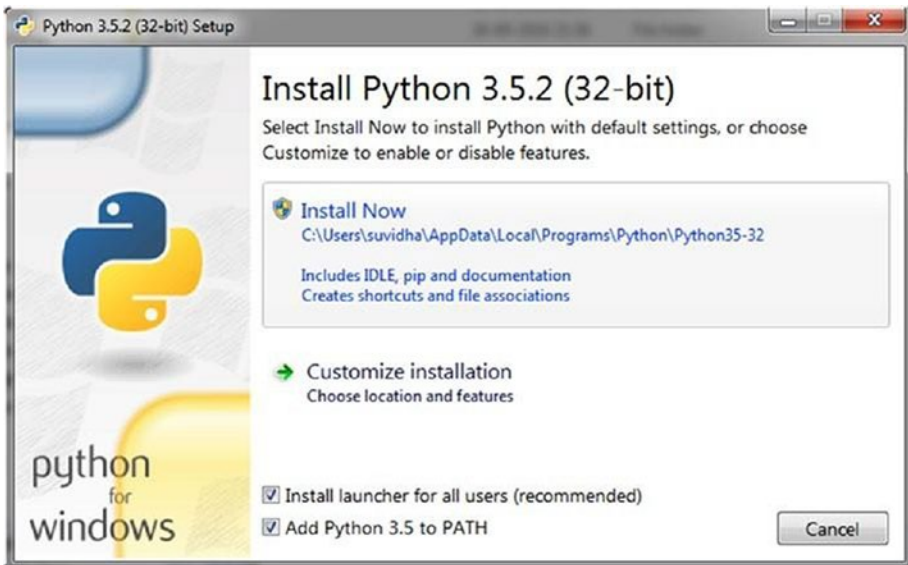 Python 3.5.2 (32-bit) Setup
Install Python 3.5.2 (32-bit)
Select Install Now to install Python with default settings, or choose
Customize to enable or disable features.
Install Now
C:\Users\suvidha\AppData\Local\Programs\Python\Python35-32
Includes IDLE, pip and documentation
Creates shortcuts and file associations
Customize installation
Choose location and features
python
for
windows
Install launcher for all users (recommended)
Add Python 3.5 to PATH
Cancel